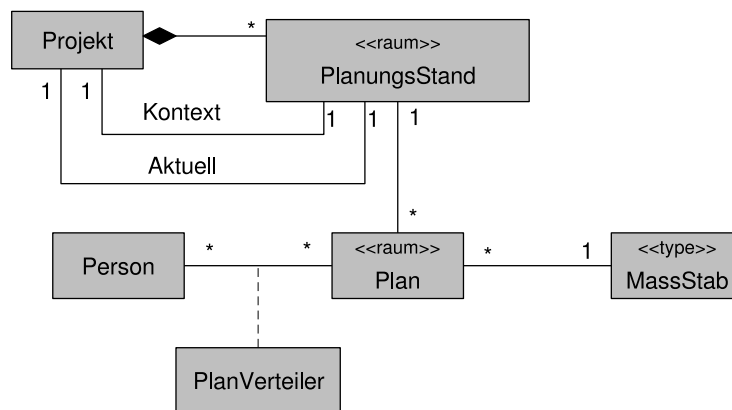 Projekt
*
<<raum>>
PlanungsStand
1
1
Kontext
1
1
1
Aktuell
*
Person
*
*
<<raum>>
Plan
*
1
<<type>>
MassStab
PlanVerteiler